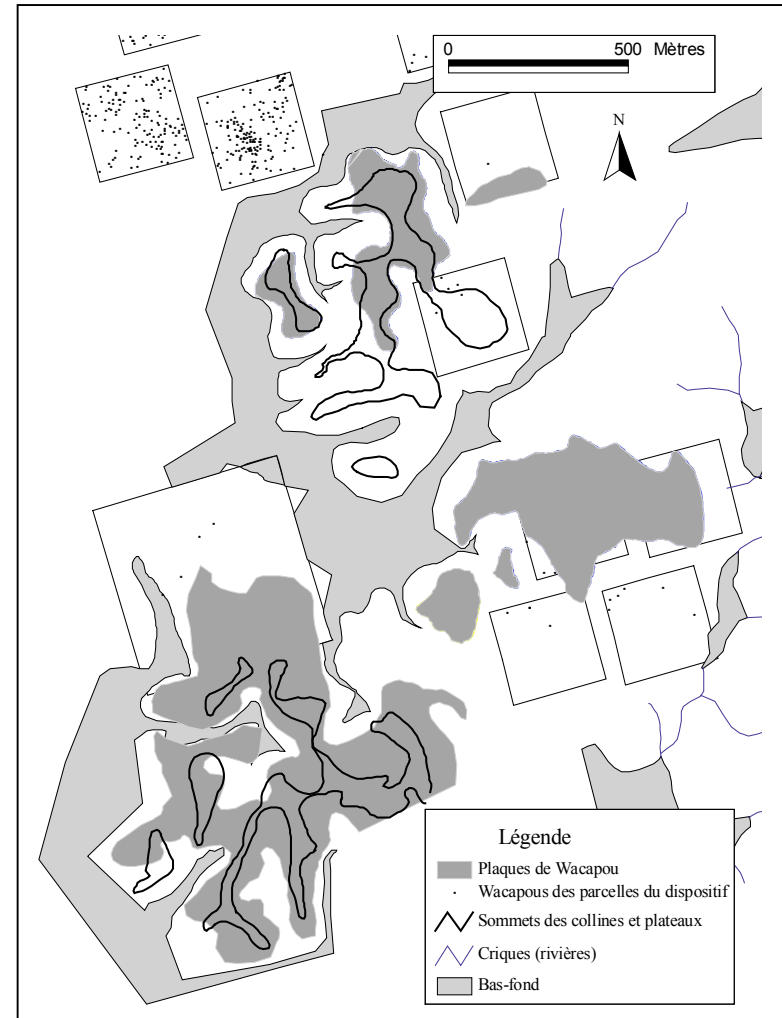 0 500 Mètres
N
Légende
Plaques de Wacapou
Wacapous des parcelles du dispositif
Sommets des collines et plateaux
Criques (rivières)
Bas-fond